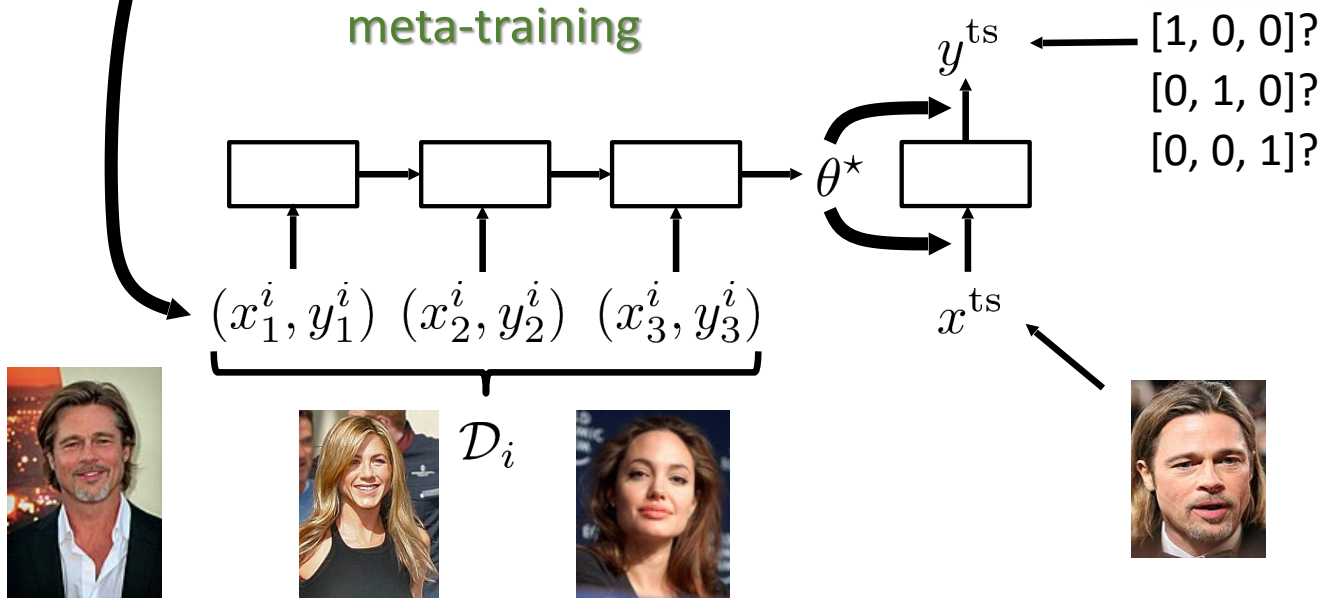 meta-training
y^ts
[1, 0, 0]?
[0, 1, 0]?
[0, 0, 1]?
θ*
(x_1^i, y_1^i) (x_2^i, y_2^i) (x_3^i, y_3^i)
x^ts
D_i